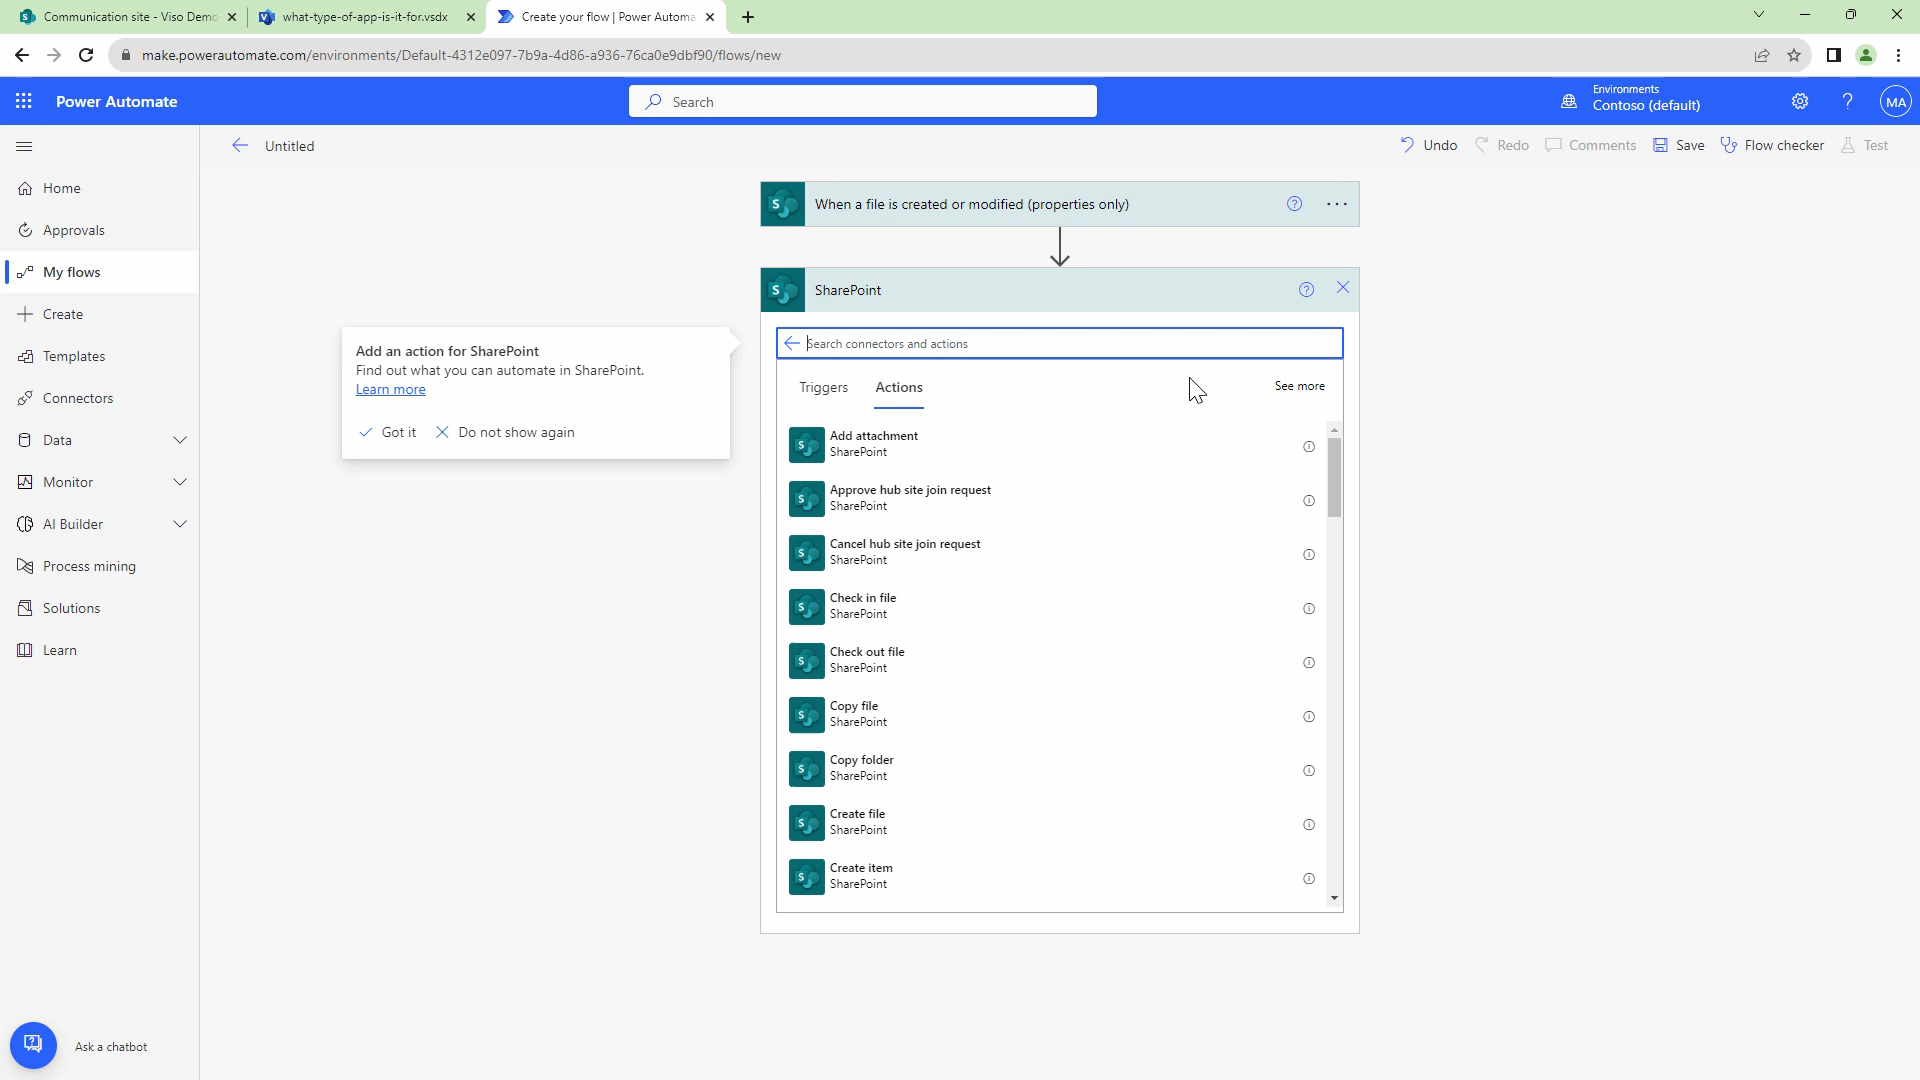 Communication site - Viso Demo
what-type-of-app-is-it-for.vsdx
Create your flow | Power Automa
make.powerautomate.com/environments/Default-4312e097-7b9a-4d86-a936-76ca0e9dbf90/flows/new
Power Automate
Search
Environments
Contoso (default)
?
MA
Untitled
Undo
Redo
Comments
Save
Flow checker
Test
Home
Approvals
My flows
Create
Templates
Connectors
Data
Monitor
AI Builder
Process mining
Solutions
Learn
Ask a chatbot
When a file is created or modified (properties only)
SharePoint
Add an action for SharePoint
Find out what you can automate in SharePoint.
Learn more
Got it
Do not show again
Search connectors and actions
Triggers
Actions
See more
Add attachment
SharePoint
Approve hub site join request
SharePoint
Cancel hub site join request
SharePoint
Check in file
SharePoint
Check out file
SharePoint
Copy file
SharePoint
Copy folder
SharePoint
Create file
SharePoint
Create item
SharePoint